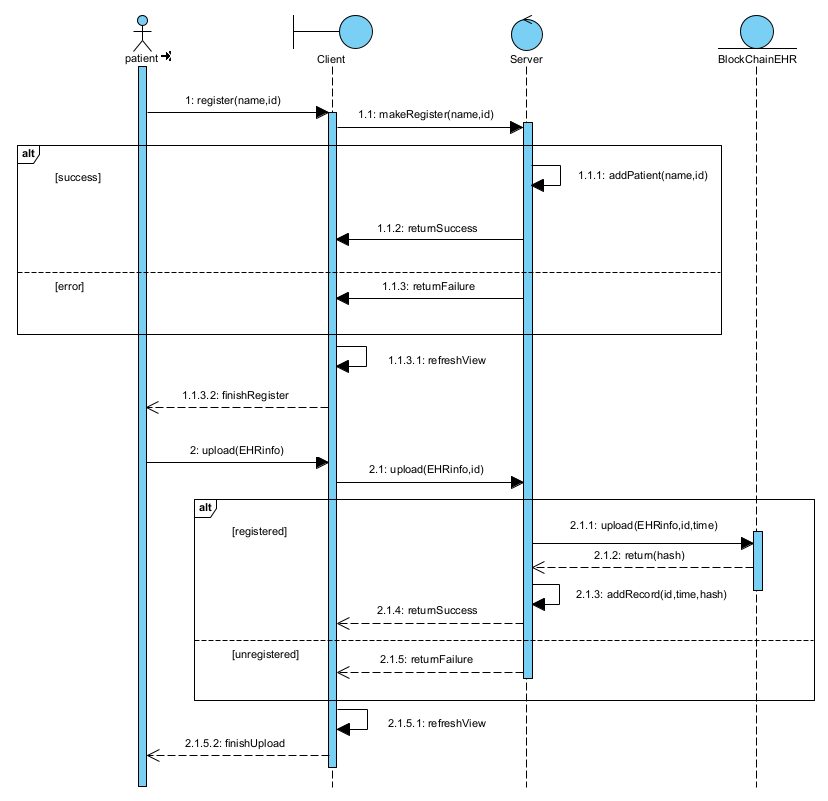 patient
Client
Server
BlockChainEHR
1: register(name,id)
1.1: makeRegister(name,id)
alt
[success]
1.1.1: addPatient(name,id)
1.1.2: returnSuccess
[error]
1.1.3: returnFailure
1.1.3.1: refreshView
1.1.3.2: finishRegister
2: upload(EHRinfo)
2.1: upload(EHRinfo,id)
alt
[registered]
2.1.1: upload(EHRinfo,id,time)
2.1.2: return(hash)
2.1.3: addRecord(id,time,hash)
2.1.4: returnSuccess
[unregistered]
2.1.5: returnFailure
2.1.5.1: refreshView
2.1.5.2: finishUpload